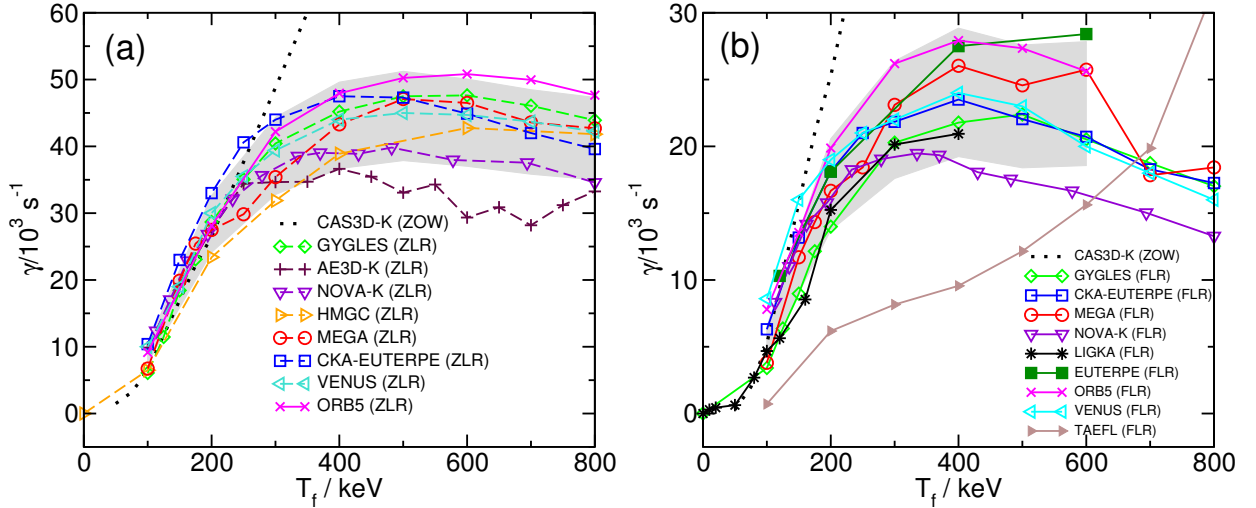 (a)
γ/10³ s⁻¹
60
50
40
30
20
10
0
CAS3D-K (ZOW)
GYGLES (ZLR)
AE3D-K (ZLR)
NOVA-K (ZLR)
HMGC (ZLR)
MEGA (ZLR)
CKA-EUTERPE (ZLR)
VENUS (ZLR)
ORB5 (ZLR)
0 200 400 600 800
T_f / keV
(b)
γ/10³ s⁻¹
30
20
10
0
CAS3D-K (ZOW)
GYGLES (FLR)
CKA-EUTERPE (FLR)
MEGA (FLR)
NOVA-K (FLR)
LIGKA (FLR)
EUTERPE (FLR)
ORB5 (FLR)
VENUS (FLR)
TAEFL (FLR)
0 200 400 600 800
T_f / keV